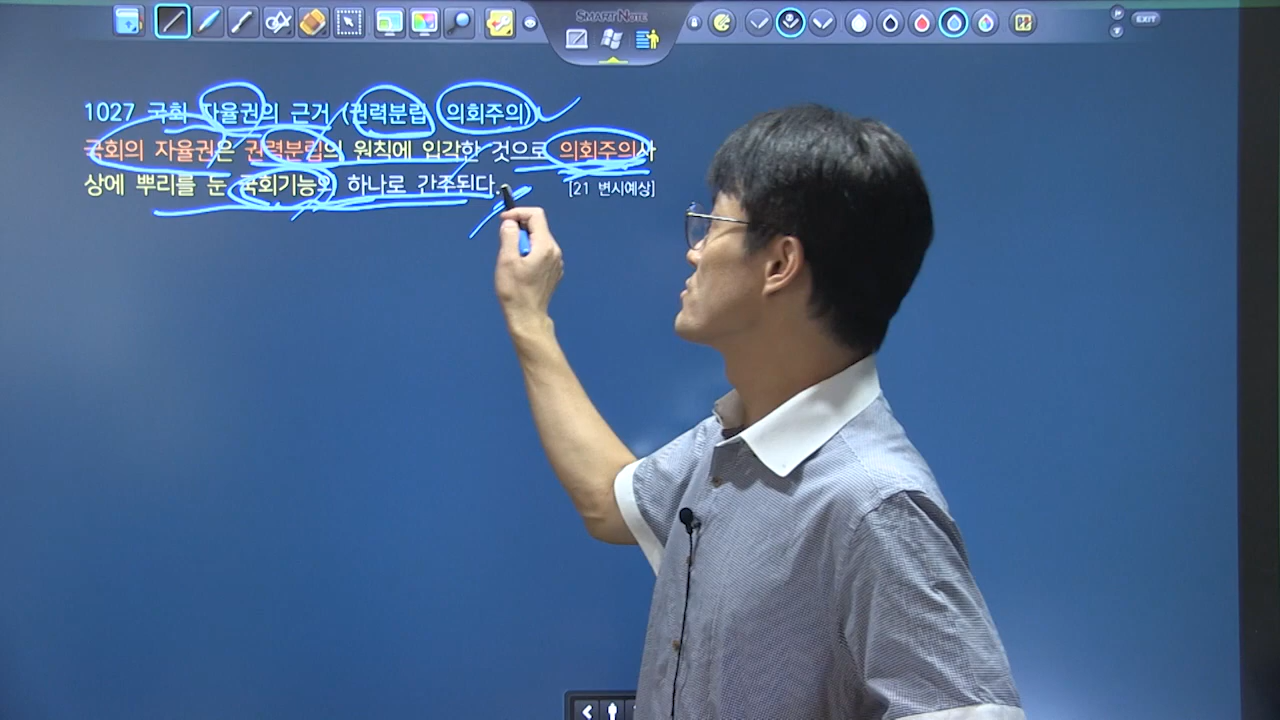 SMARTNOTE
EXIT
1027 국회 자율권의 근거 (권력분립 의회주의)
국회의 자율권은 권력분립의 원칙에 입각한 것으로 의회주의사
상에 뿌리를 둔 국회기능의 하나로 간주된다.
[21 변시예상]